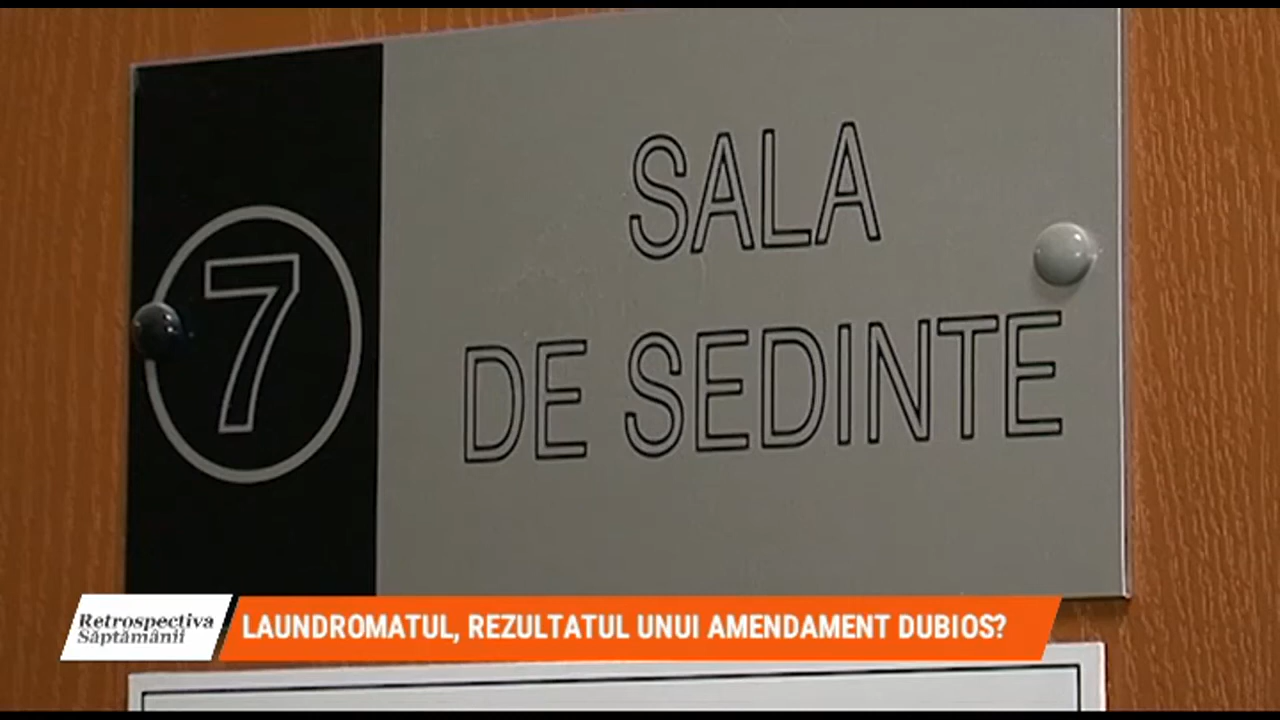 7
SALA
DE SEDINTE
Retrospectiva
Săptămânii
LAUNDROMATUL, REZULTATUL UNUI AMENDAMENT DUBIOS?